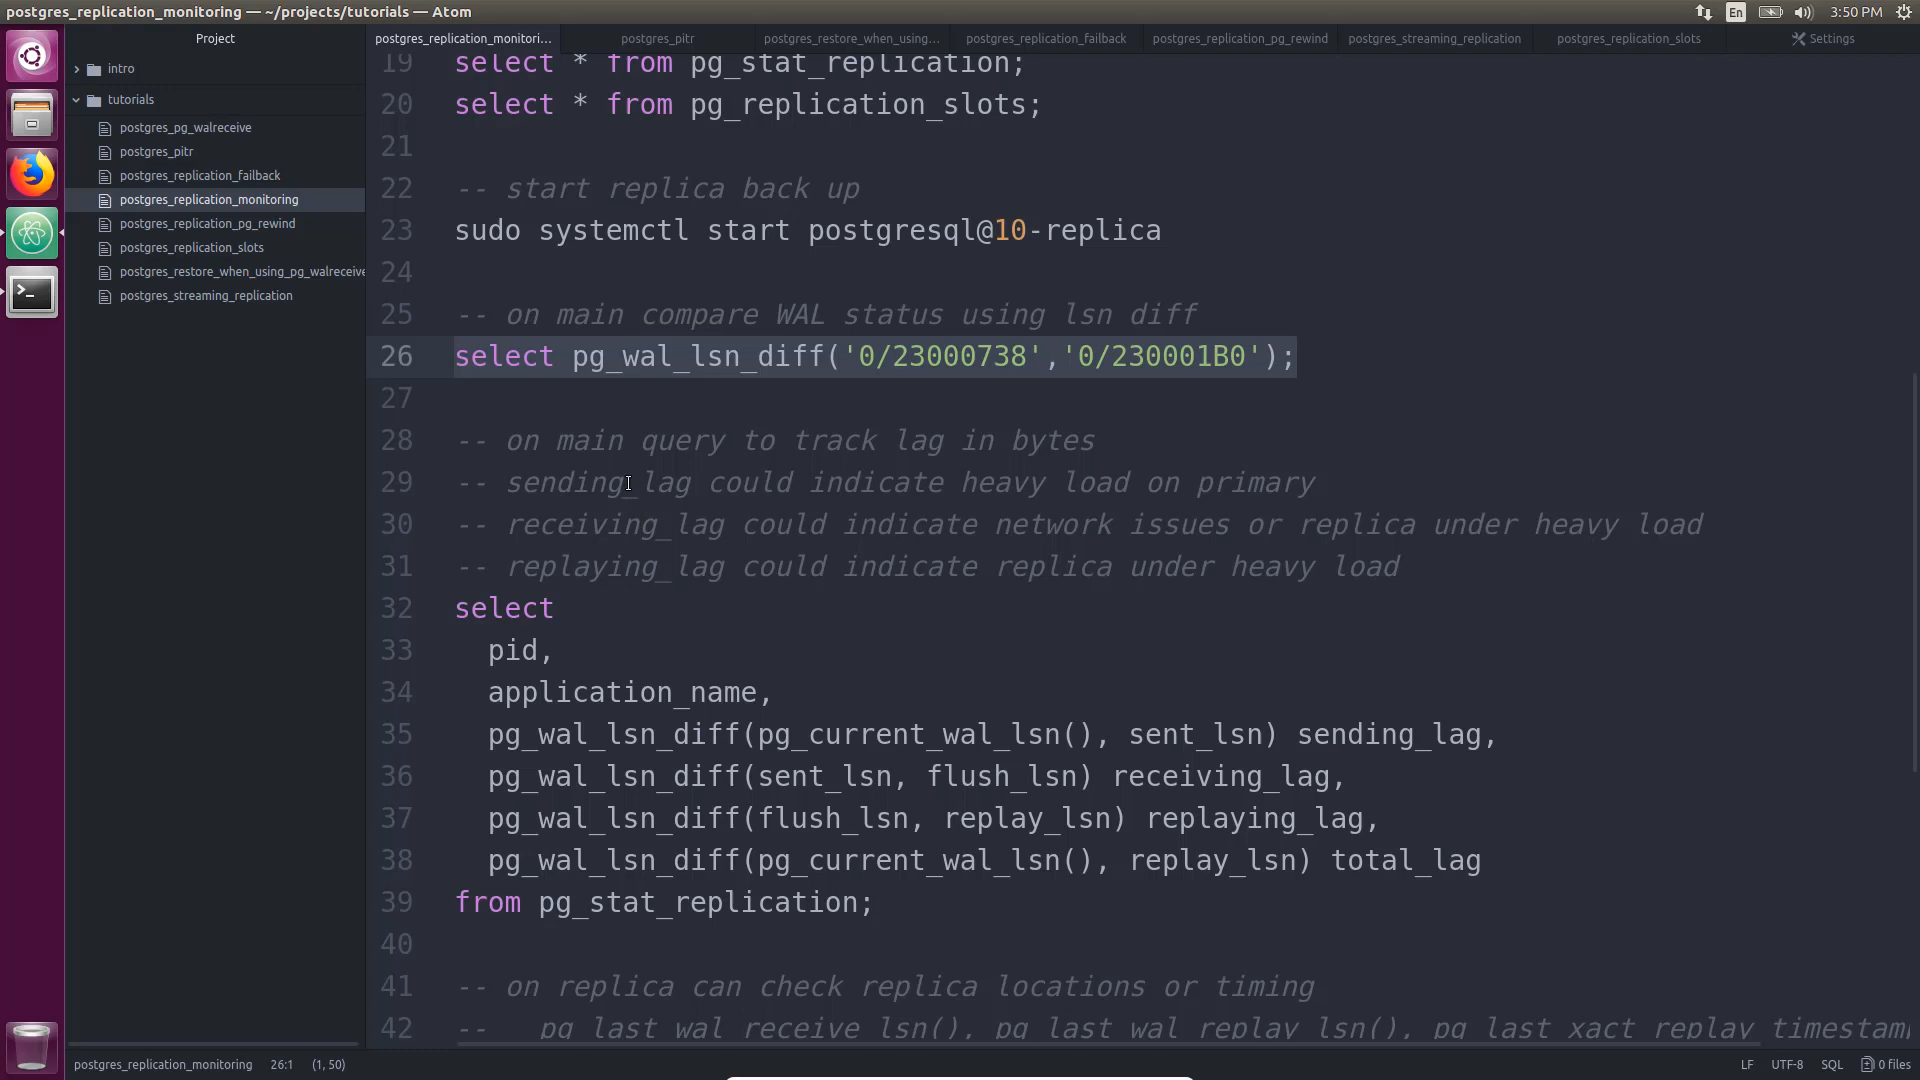 postgres_replication_monitoring — ~/projects/tutorials — Atom
En
3:50 PM
Project
intro
tutorials
postgres_pg_walreceive
postgres_pitr
postgres_replication_failback
postgres_replication_monitoring
postgres_replication_pg_rewind
postgres_replication_slots
postgres_restore_when_using_pg_walreceive
postgres_streaming_replication
postgres_replication_monitori...
postgres_pitr
postgres_restore_when_using...
postgres_replication_failback
postgres_replication_pg_rewind
postgres_streaming_replication
postgres_replication_slots
Settings
19 select * from pg_stat_replication;
20 select * from pg_replication_slots;
21
22 -- start replica back up
23 sudo systemctl start postgresql@10-replica
24
25 -- on main compare WAL status using lsn diff
26 select pg_wal_lsn_diff('0/23000738','0/230001B0');
27
28 -- on main query to track lag in bytes
29 -- sending_lag could indicate heavy load on primary
30 -- receiving_lag could indicate network issues or replica under heavy load
31 -- replaying_lag could indicate replica under heavy load
32 select
33 pid,
34 application_name,
35 pg_wal_lsn_diff(pg_current_wal_lsn(), sent_lsn) sending_lag,
36 pg_wal_lsn_diff(sent_lsn, flush_lsn) receiving_lag,
37 pg_wal_lsn_diff(flush_lsn, replay_lsn) replaying_lag,
38 pg_wal_lsn_diff(pg_current_wal_lsn(), replay_lsn) total_lag
39 from pg_stat_replication;
40
41 -- on replica can check replica locations or timing
42 -- pg_last_wal_receive_lsn(), pg_last_wal_replay_lsn(), pg_last_xact_replay_timestam
postgres_replication_monitoring 26:1 (1, 50)
LF UTF-8 SQL 0 files